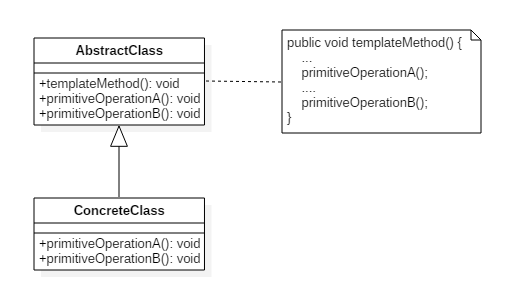 AbstractClass
+templateMethod(): void
+primitiveOperationA(): void
+primitiveOperationB(): void
public void templateMethod() {
...
primitiveOperationA();
....
primitiveOperationB();
}
ConcreteClass
+primitiveOperationA(): void
+primitiveOperationB(): void